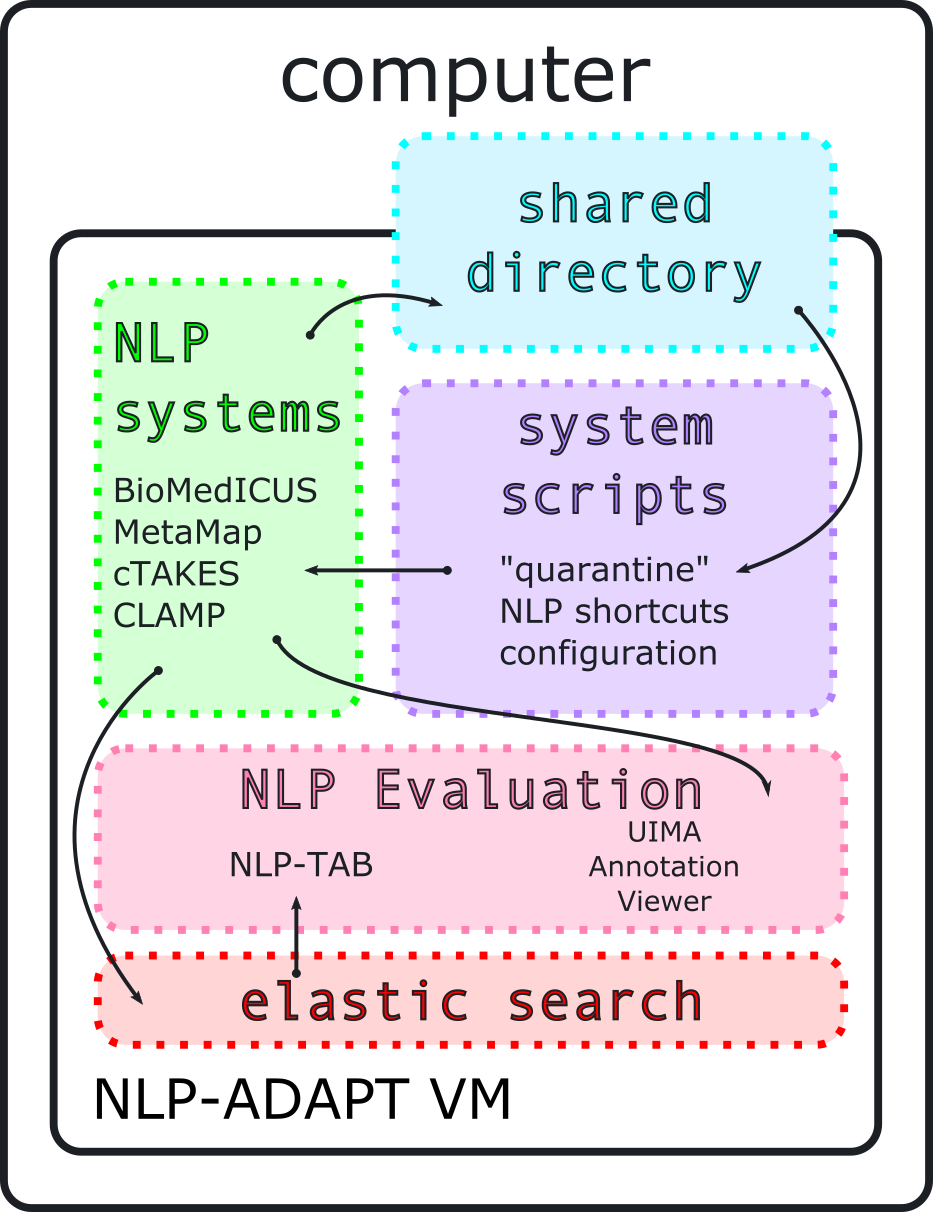 computer
shared
directory
NLP
systems
BioMedICUS
MetaMap
cTAKES
CLAMP
system
scripts
"quarantine"
NLP shortcuts
configuration
NLP Evaluation
NLP-TAB
UIMA
Annotation
Viewer
elastic search
NLP-ADAPT VM